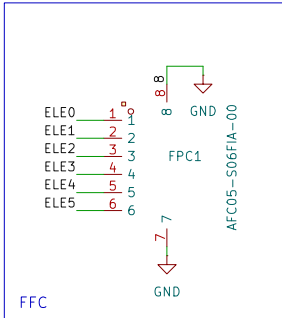 8
8
8
GND
ELE0 1 1
ELE1 2 2
ELE2 3 3
ELE3 4 4
ELE4 5 5
ELE5 6 6
FPC1
AFC05-S06FIA-00
7
7
GND
FFC